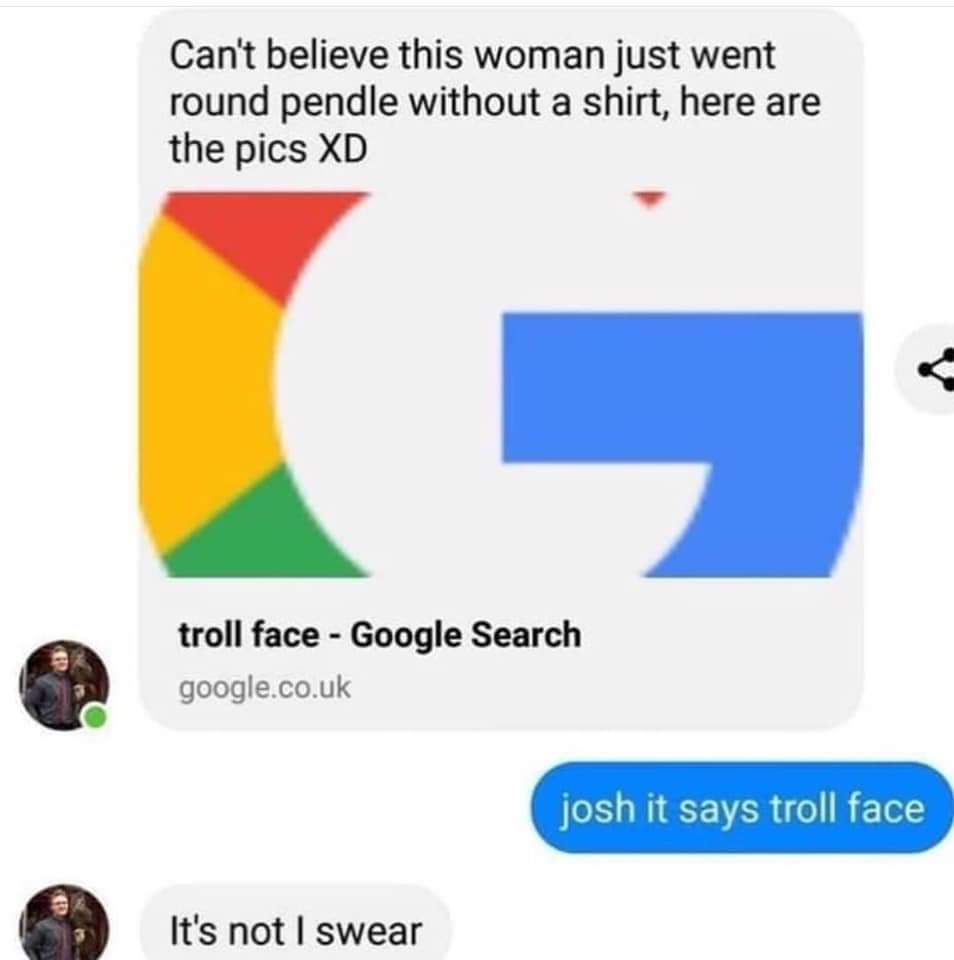 Can't believe this woman just went
round pendle without a shirt, here are
the pics XD
troll face - Google Search
google.co.uk
josh it says troll face
It's not I swear